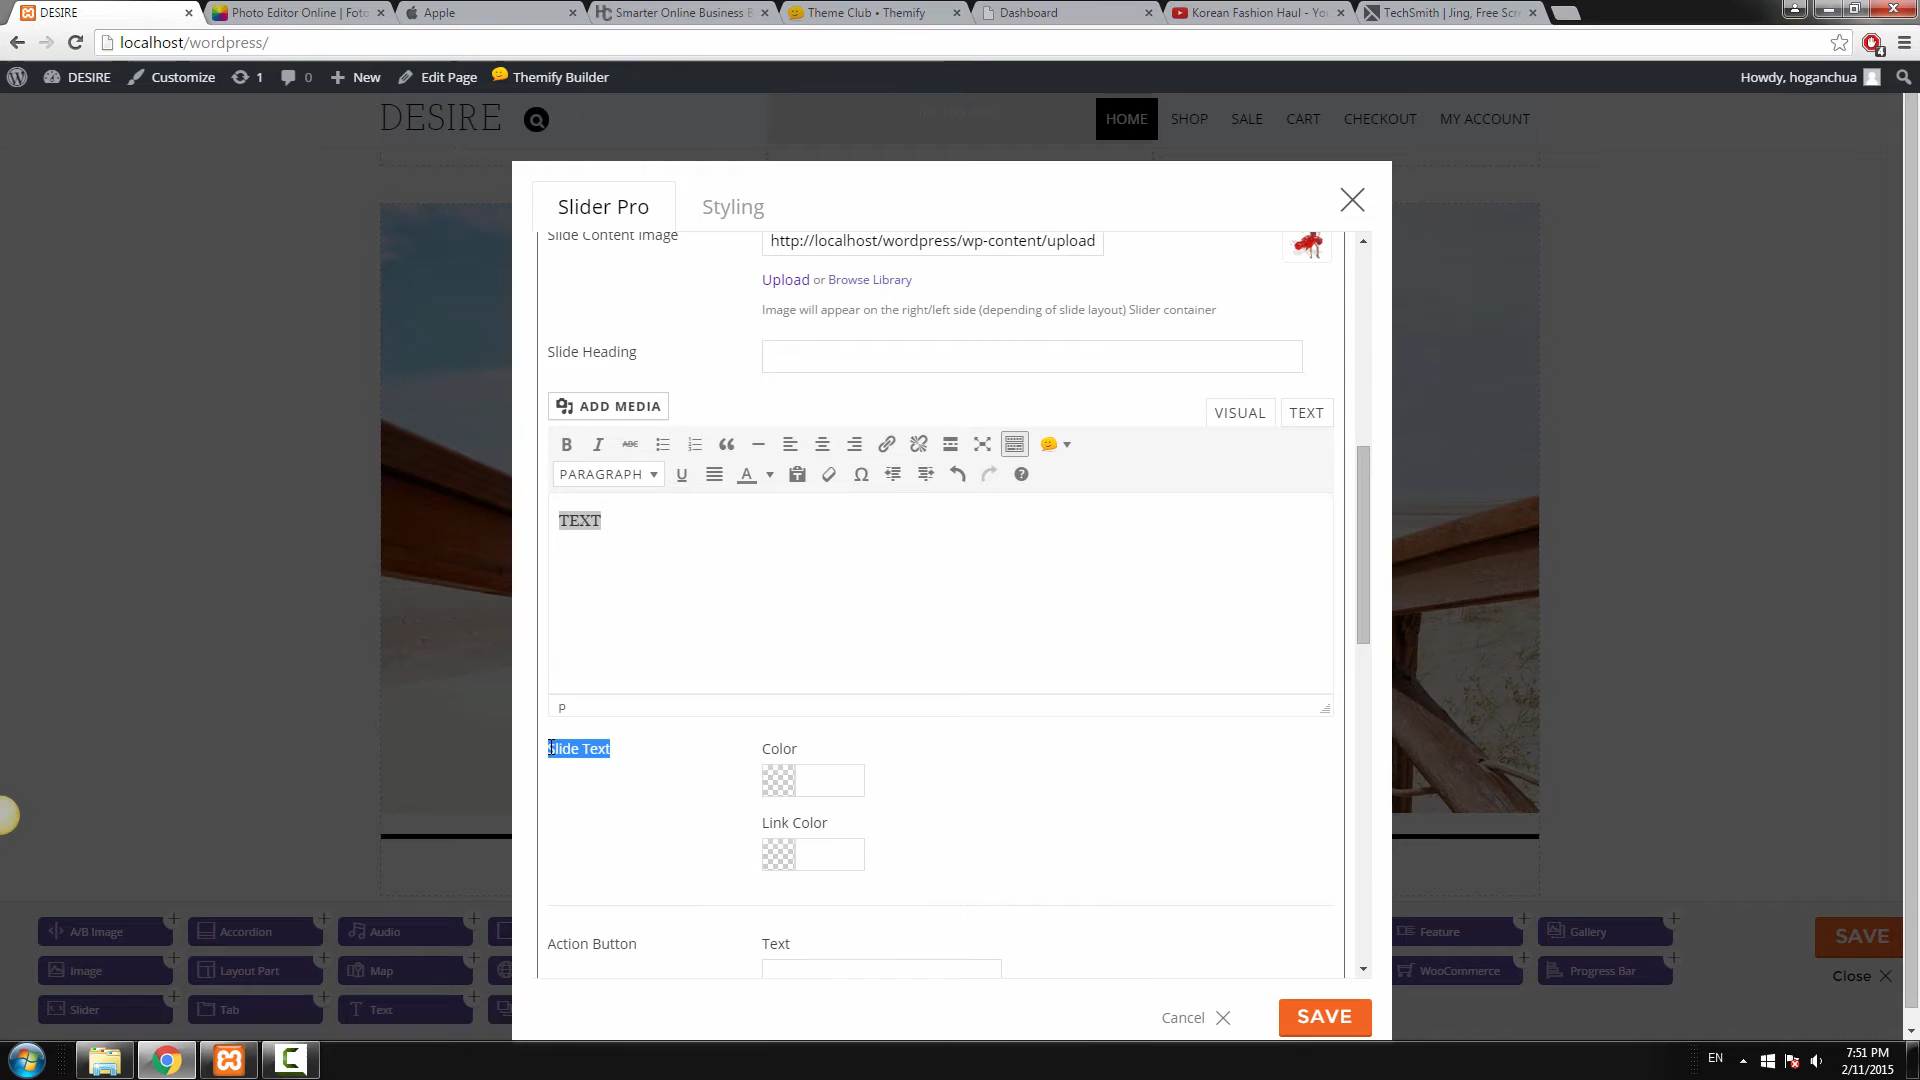 DESIRE
Photo Editor Online | Foto
Apple
Smarter Online Business B
Theme Club • Themify
Dashboard
Korean Fashion Haul - Yo
TechSmith | Jing, Free Scr
localhost/wordpress/
4
DESIRE
Customize
1
0
New
Edit Page
Themify Builder
Howdy, hoganchua
DESIRE
HOME
SHOP
SALE
CART
CHECKOUT
MY ACCOUNT
Slider Pro
Styling
Slide Content Image
http://localhost/wordpress/wp-content/upload
Upload or Browse Library
Image will appear on the right/left side (depending of slide layout) Slider container
Slide Heading
ADD MEDIA
VISUAL
TEXT
B I ABC
PARAGRAPH
U
A
Ω
TEXT
p
Slide Text
Color
Link Color
Action Button
Text
A/B Image
Accordion
Audio
Feature
Gallery
Image
Layout Part
Map
WooCommerce
Progress Bar
Slider
Tab
Text
SAVE
Close
Cancel
SAVE
EN
7:51 PM
2/11/2015